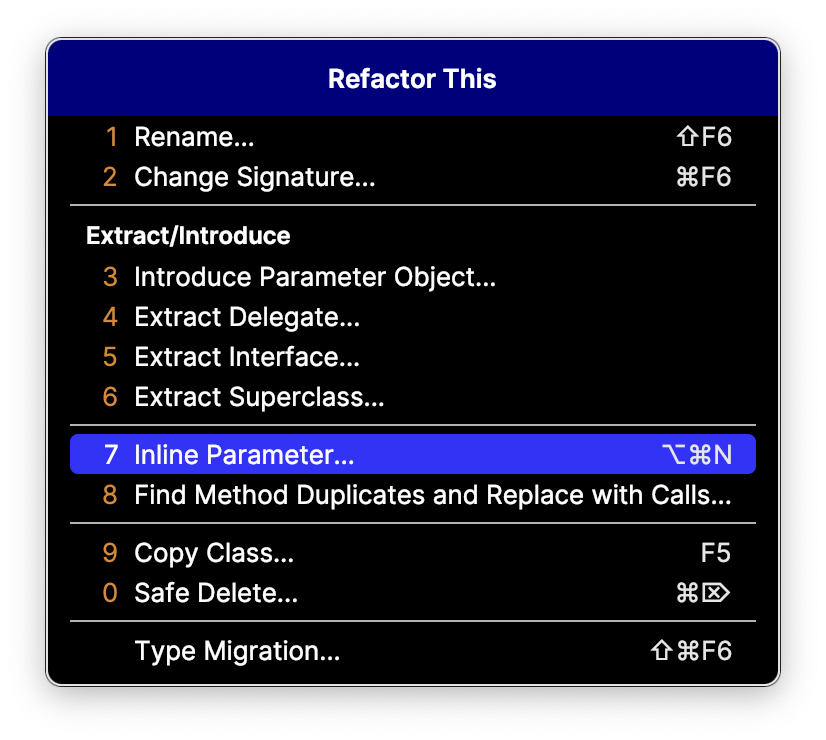 Refactor This
1 Rename... ⇧F6
2 Change Signature... ⌘F6
Extract/Introduce
3 Introduce Parameter Object...
4 Extract Delegate...
5 Extract Interface...
6 Extract Superclass...
7 Inline Parameter... ⌥⌘N
8 Find Method Duplicates and Replace with Calls...
9 Copy Class... F5
0 Safe Delete... ⌘⌦
Type Migration... ⇧⌘F6